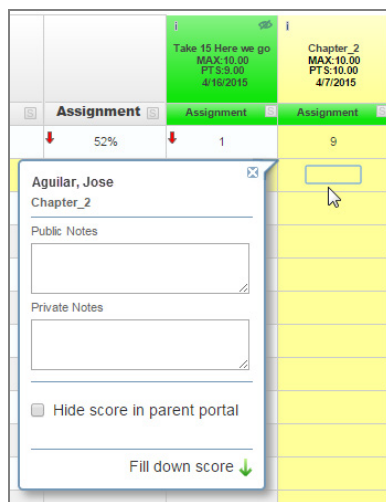 i
i
Take 15 Here we go
MAX:10.00
PTS:9.00
4/16/2015
Chapter_2
MAX:10.00
PTS:10.00
4/7/2015
S
Assignment S
Assignment S
Assignment S
52%
1
9
Aguilar, Jose
Chapter_2
Public Notes
Private Notes
Hide score in parent portal
Fill down score